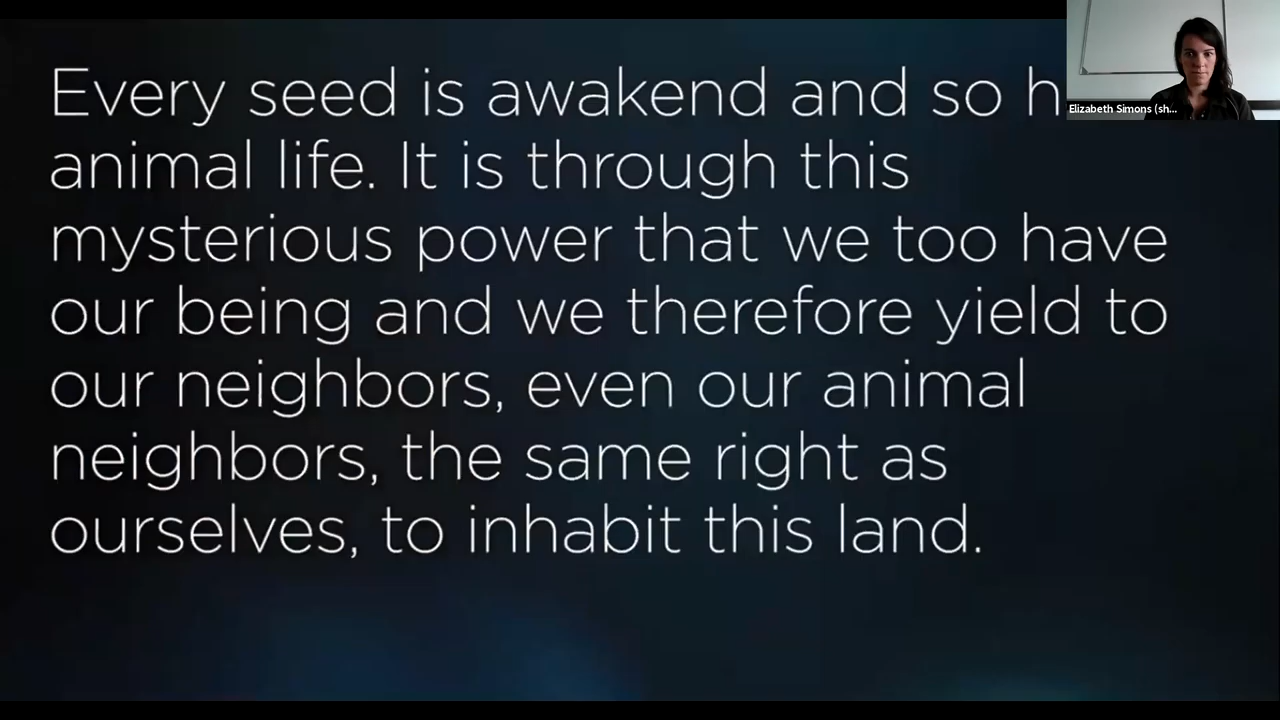 Every seed is awakend and so h
animal life. It is through this
mysterious power that we too have
our being and we therefore yield to
our neighbors, even our animal
neighbors, the same right as
ourselves, to inhabit this land.
Elizabeth Simons (sh...